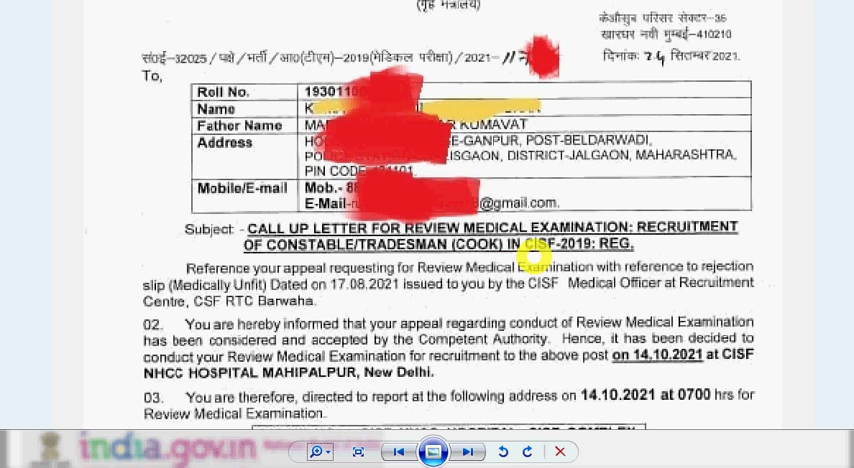 (गृह मंत्रालय)
केऔसुब परिसर सेक्टर-35
खारघर नवी मुम्बई-410210
सं0ई-32025 / पक्षे / भर्ती / आ0(टीएम)-2019(मेडिकल परीक्षा) / 2021-117
दिनांक: 24 सितम्बर 2021.
To,
Roll No. 1930110
Name
Father Name KUMAVAT
Address E-GANPUR, POST-BELDARWADI,
ISGAON, DISTRICT-JALGAON, MAHARASHTRA,
PIN CODE
Mobile/E-mail Mob.- 88
E-Mail- @gmail.com.
Subject - CALL UP LETTER FOR REVIEW MEDICAL EXAMINATION: RECRUITMENT
OF CONSTABLE/TRADESMAN (COOK) IN CISF-2019: REG.
Reference your appeal requesting for Review Medical Examination with reference to rejection
slip (Medically Unfit) Dated on 17.08.2021 issued to you by the CISF Medical Officer at Recruitment
Centre, CSF RTC Barwaha.
02. You are hereby informed that your appeal regarding conduct of Review Medical Examination
has been considered and accepted by the Competent Authority. Hence, it has been decided to
conduct your Review Medical Examination for recruitment to the above post on 14.10.2021 at CISF
NHCC HOSPITAL MAHIPALPUR, New Delhi.
03. You are therefore, directed to report at the following address on 14.10.2021 at 0700 hrs for
Review Medical Examination.
india.gov.in